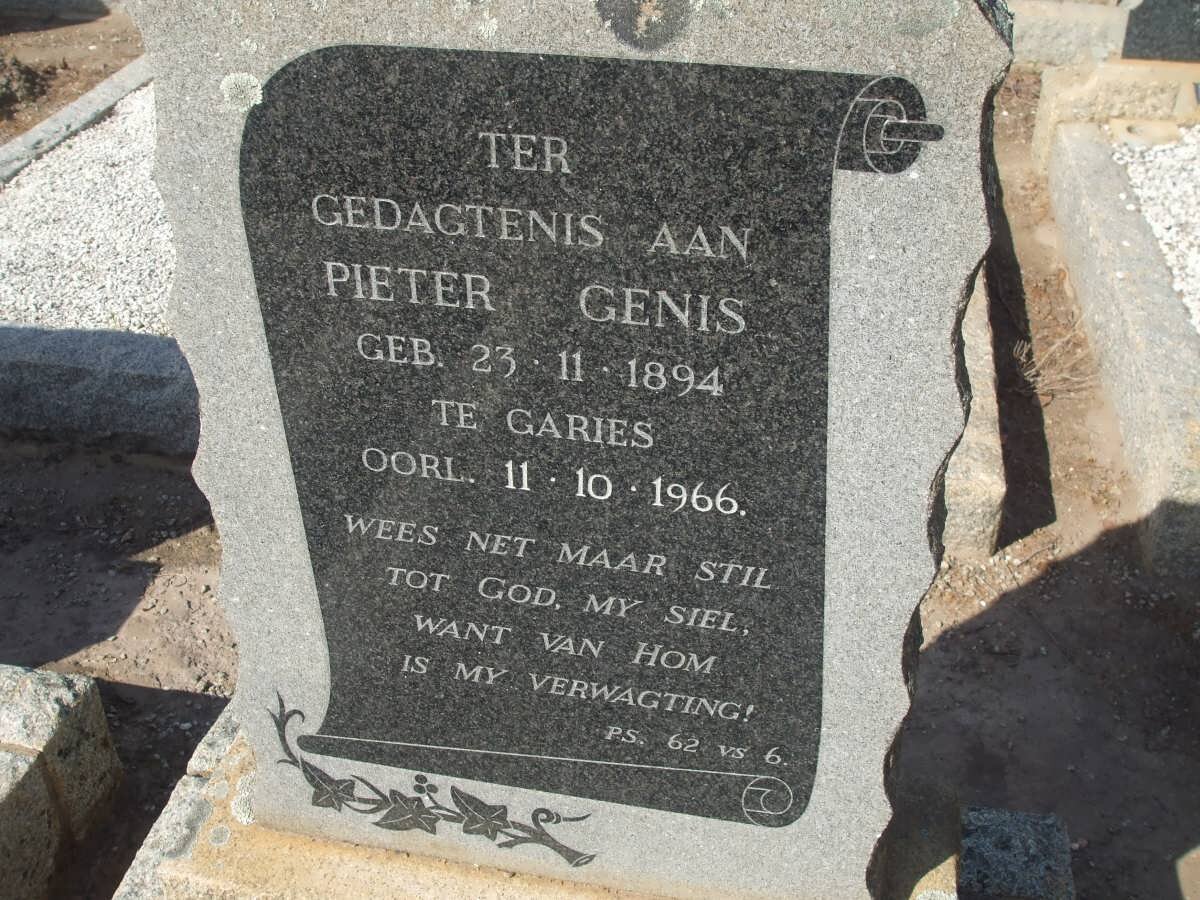 TER
GEDAGTENIS AAN
PIETER GENIS
GEB. 23 · 11 · 1894
TE GARIES
OORL. 11 · 10 · 1966.
WEES NET MAAR STIL
TOT GOD, MY SIEL,
WANT VAN HOM
IS MY VERWAGTING!
PS. 62 VS 6.